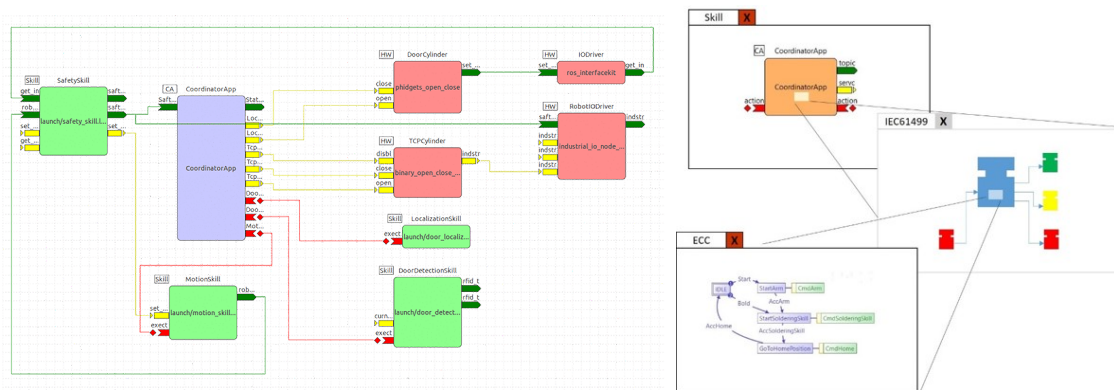 Skill
SafetySkill
get_in
rob...
set_...
get_...
launch/safety_skill.l
saft...
saft...
set_...
CA
CoordinatorApp
Saft...
CoordinatorApp
Stat...
Loc...
Loc...
Tcp...
Tcp...
Tcp...
Doo...
Doo...
Mot...
HW
DoorCylinder
close
open
phidgets_open_close
set_...
HW
IODriver
set_...
ros_interfacekit
get_in
HW
RobotIODriver
saft...
indstr
indstr
indstr
industrial_io_node_...
indstr
HW
TCPCylinder
disbl
close
open
binary_open_close_...
indstr
Skill
LocalizationSkill
exect
launch/door_localiz...
Skill
DoorDetectionSkill
curn...
exect
launch/door_detect...
rfid_t
rfid_t
Skill
MotionSkill
set_...
exect
launch/motion_skill...
rob...
Skill
X
CA
CoordinatorApp
CoordinatorApp
topic
servc
action
action
IEC61499
X
ECC
X
IDLE
Start
StartArm
CmdArm
Bold
AccArm
StartSolderingSkill
CmdSolderingSkill
AccHome
AccSolderingSkill
GoToHomePosition
CmdHome